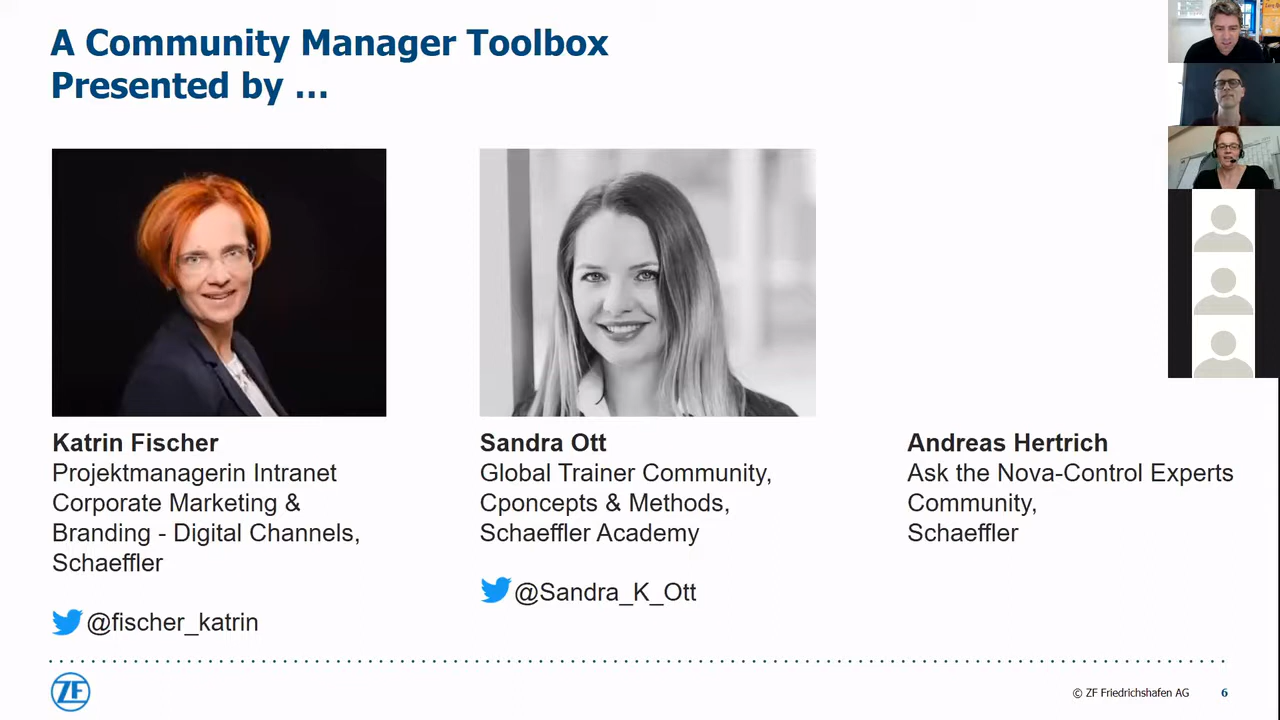 A Community Manager Toolbox
Presented by ...
Katrin Fischer
Projektmanagerin Intranet
Corporate Marketing &
Branding - Digital Channels,
Schaeffler
@fischer_katrin
Sandra Ott
Global Trainer Community,
Cponcepts & Methods,
Schaeffler Academy
@Sandra_K_Ott
Andreas Hertrich
Ask the Nova-Control Experts
Community,
Schaeffler
ZF
© ZF Friedrichshafen AG 6